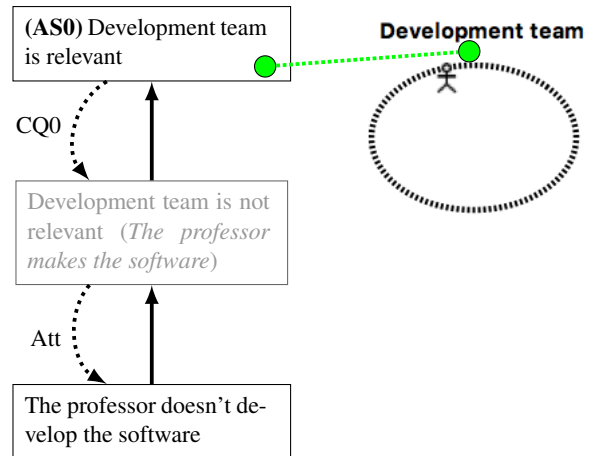 (AS0) Development team
is relevant
Development team
CQ0
Development team is not
relevant (The professor
makes the software)
Att
The professor doesn't de-
velop the software